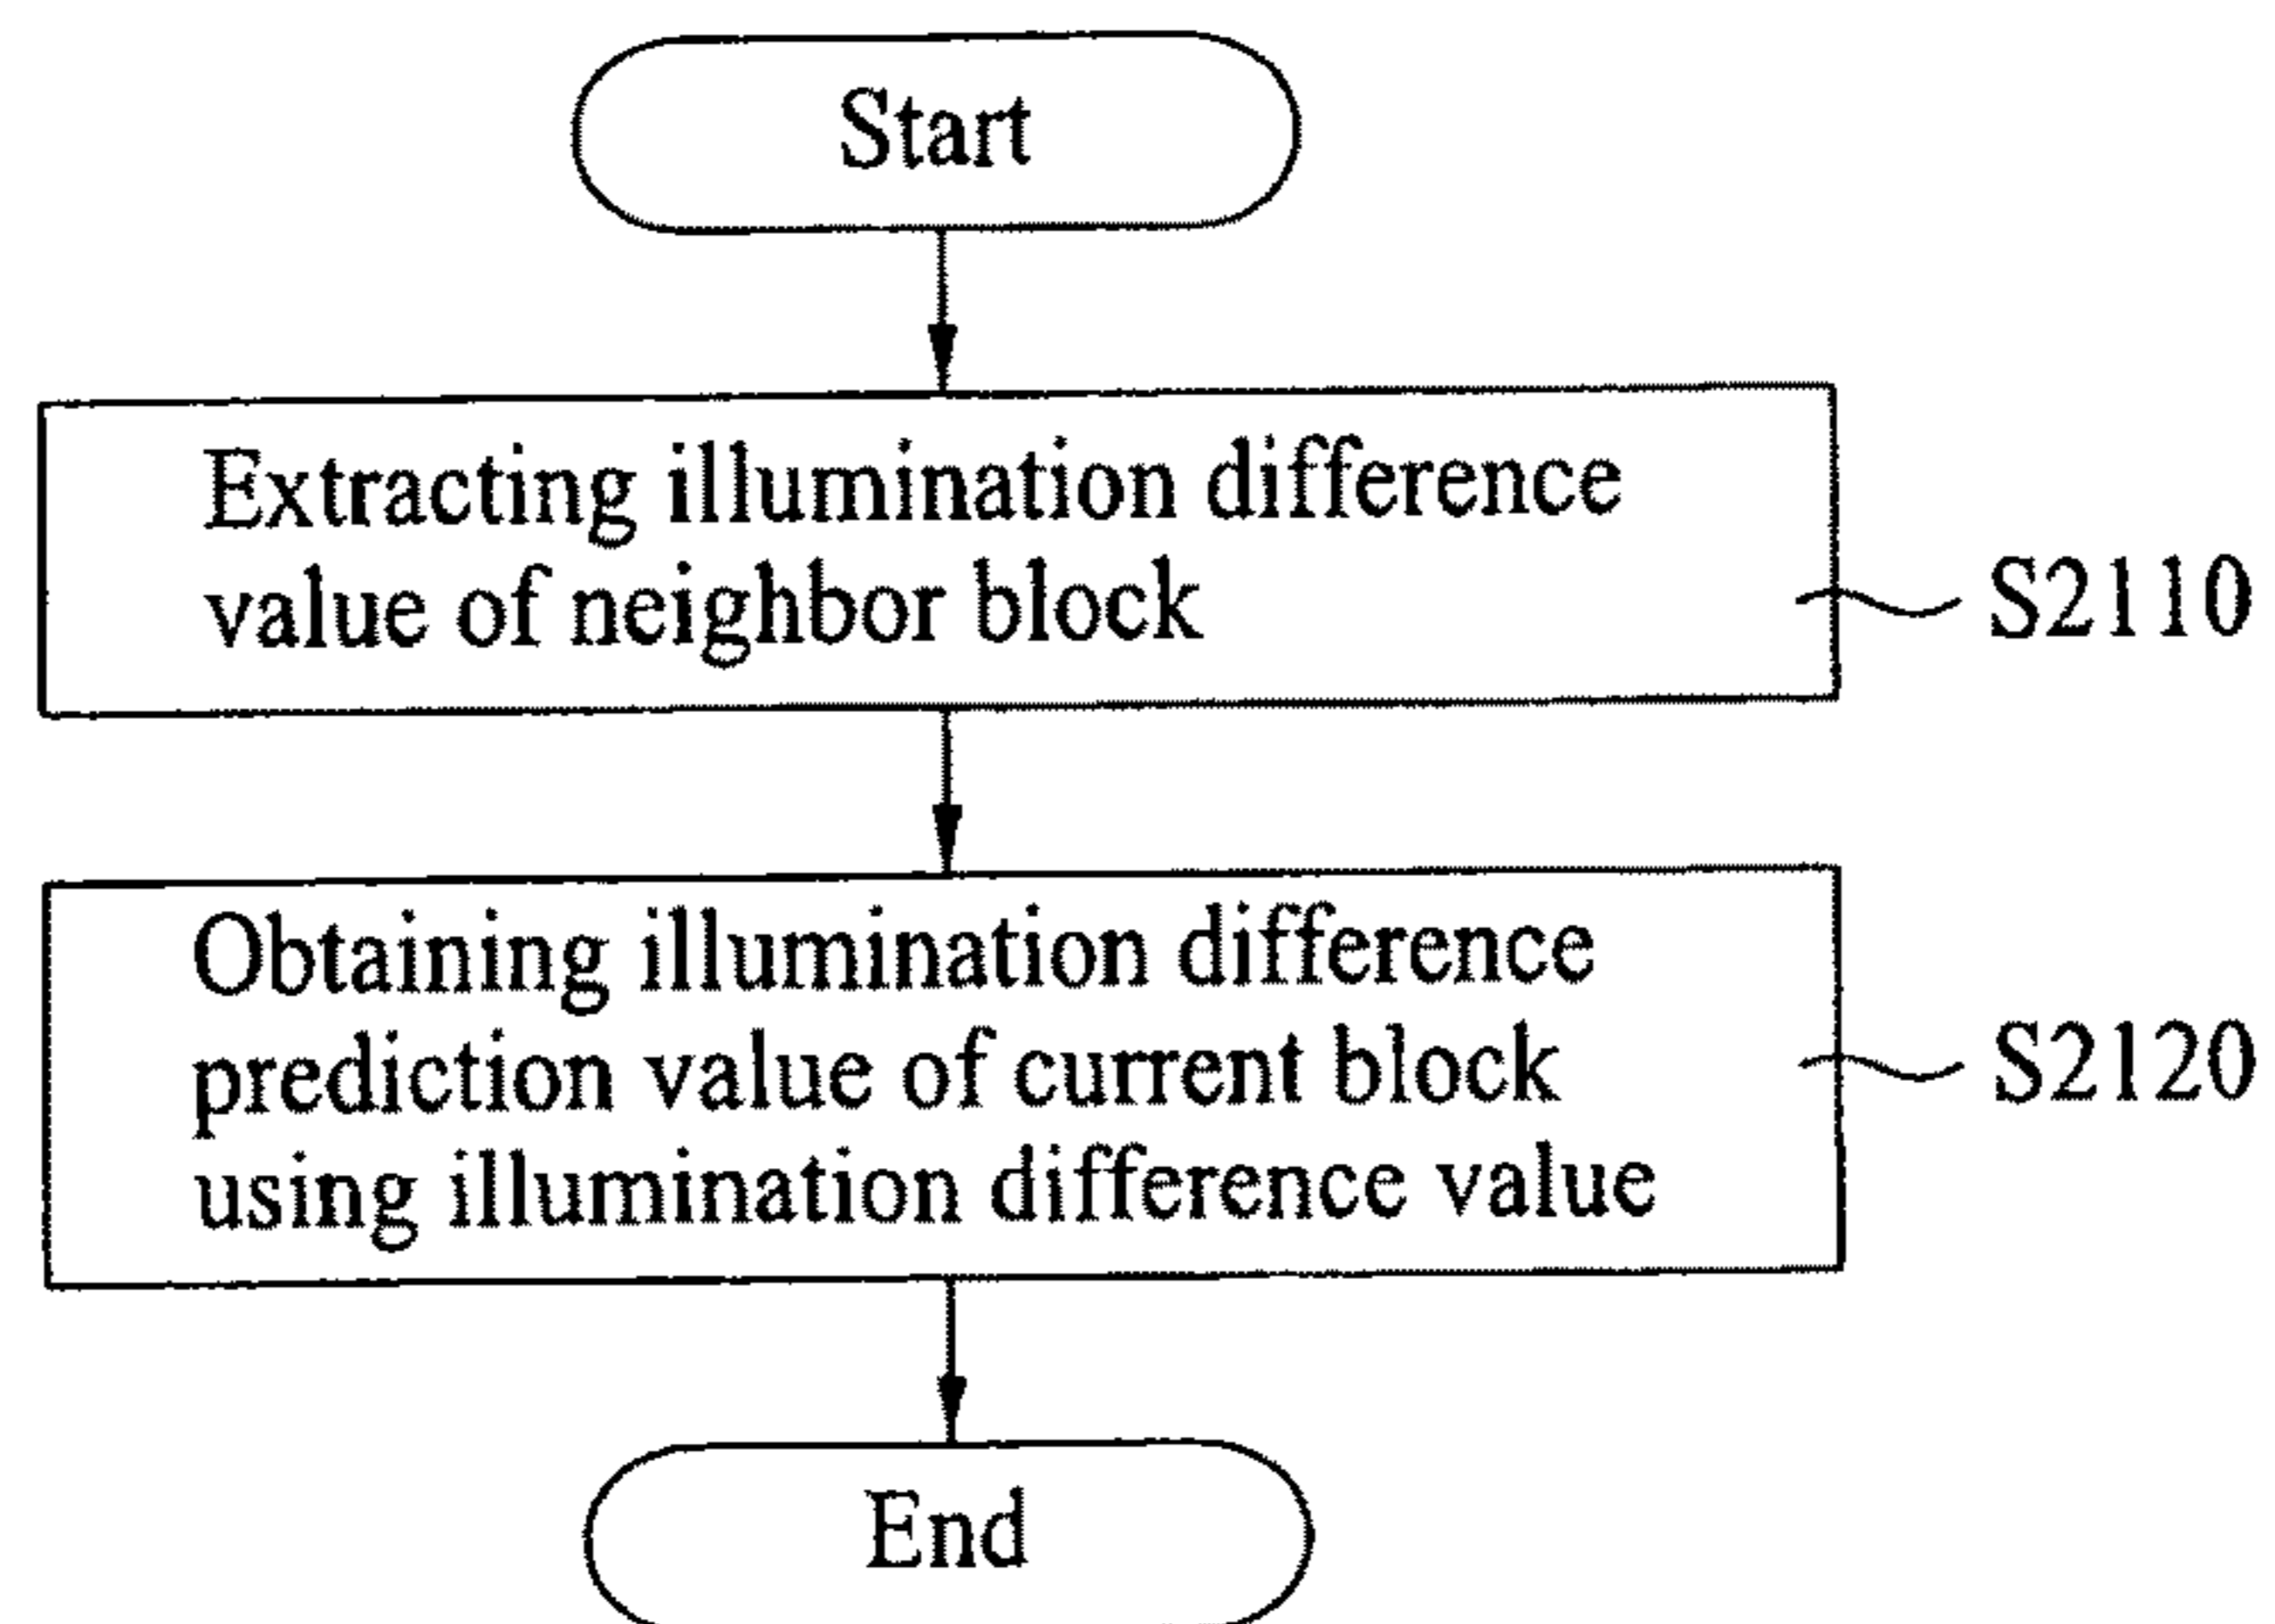 Start
Extracting illumination difference
value of neighbor block
S2110
Obtaining illumination difference
prediction value of current block
using illumination difference value
S2120
End